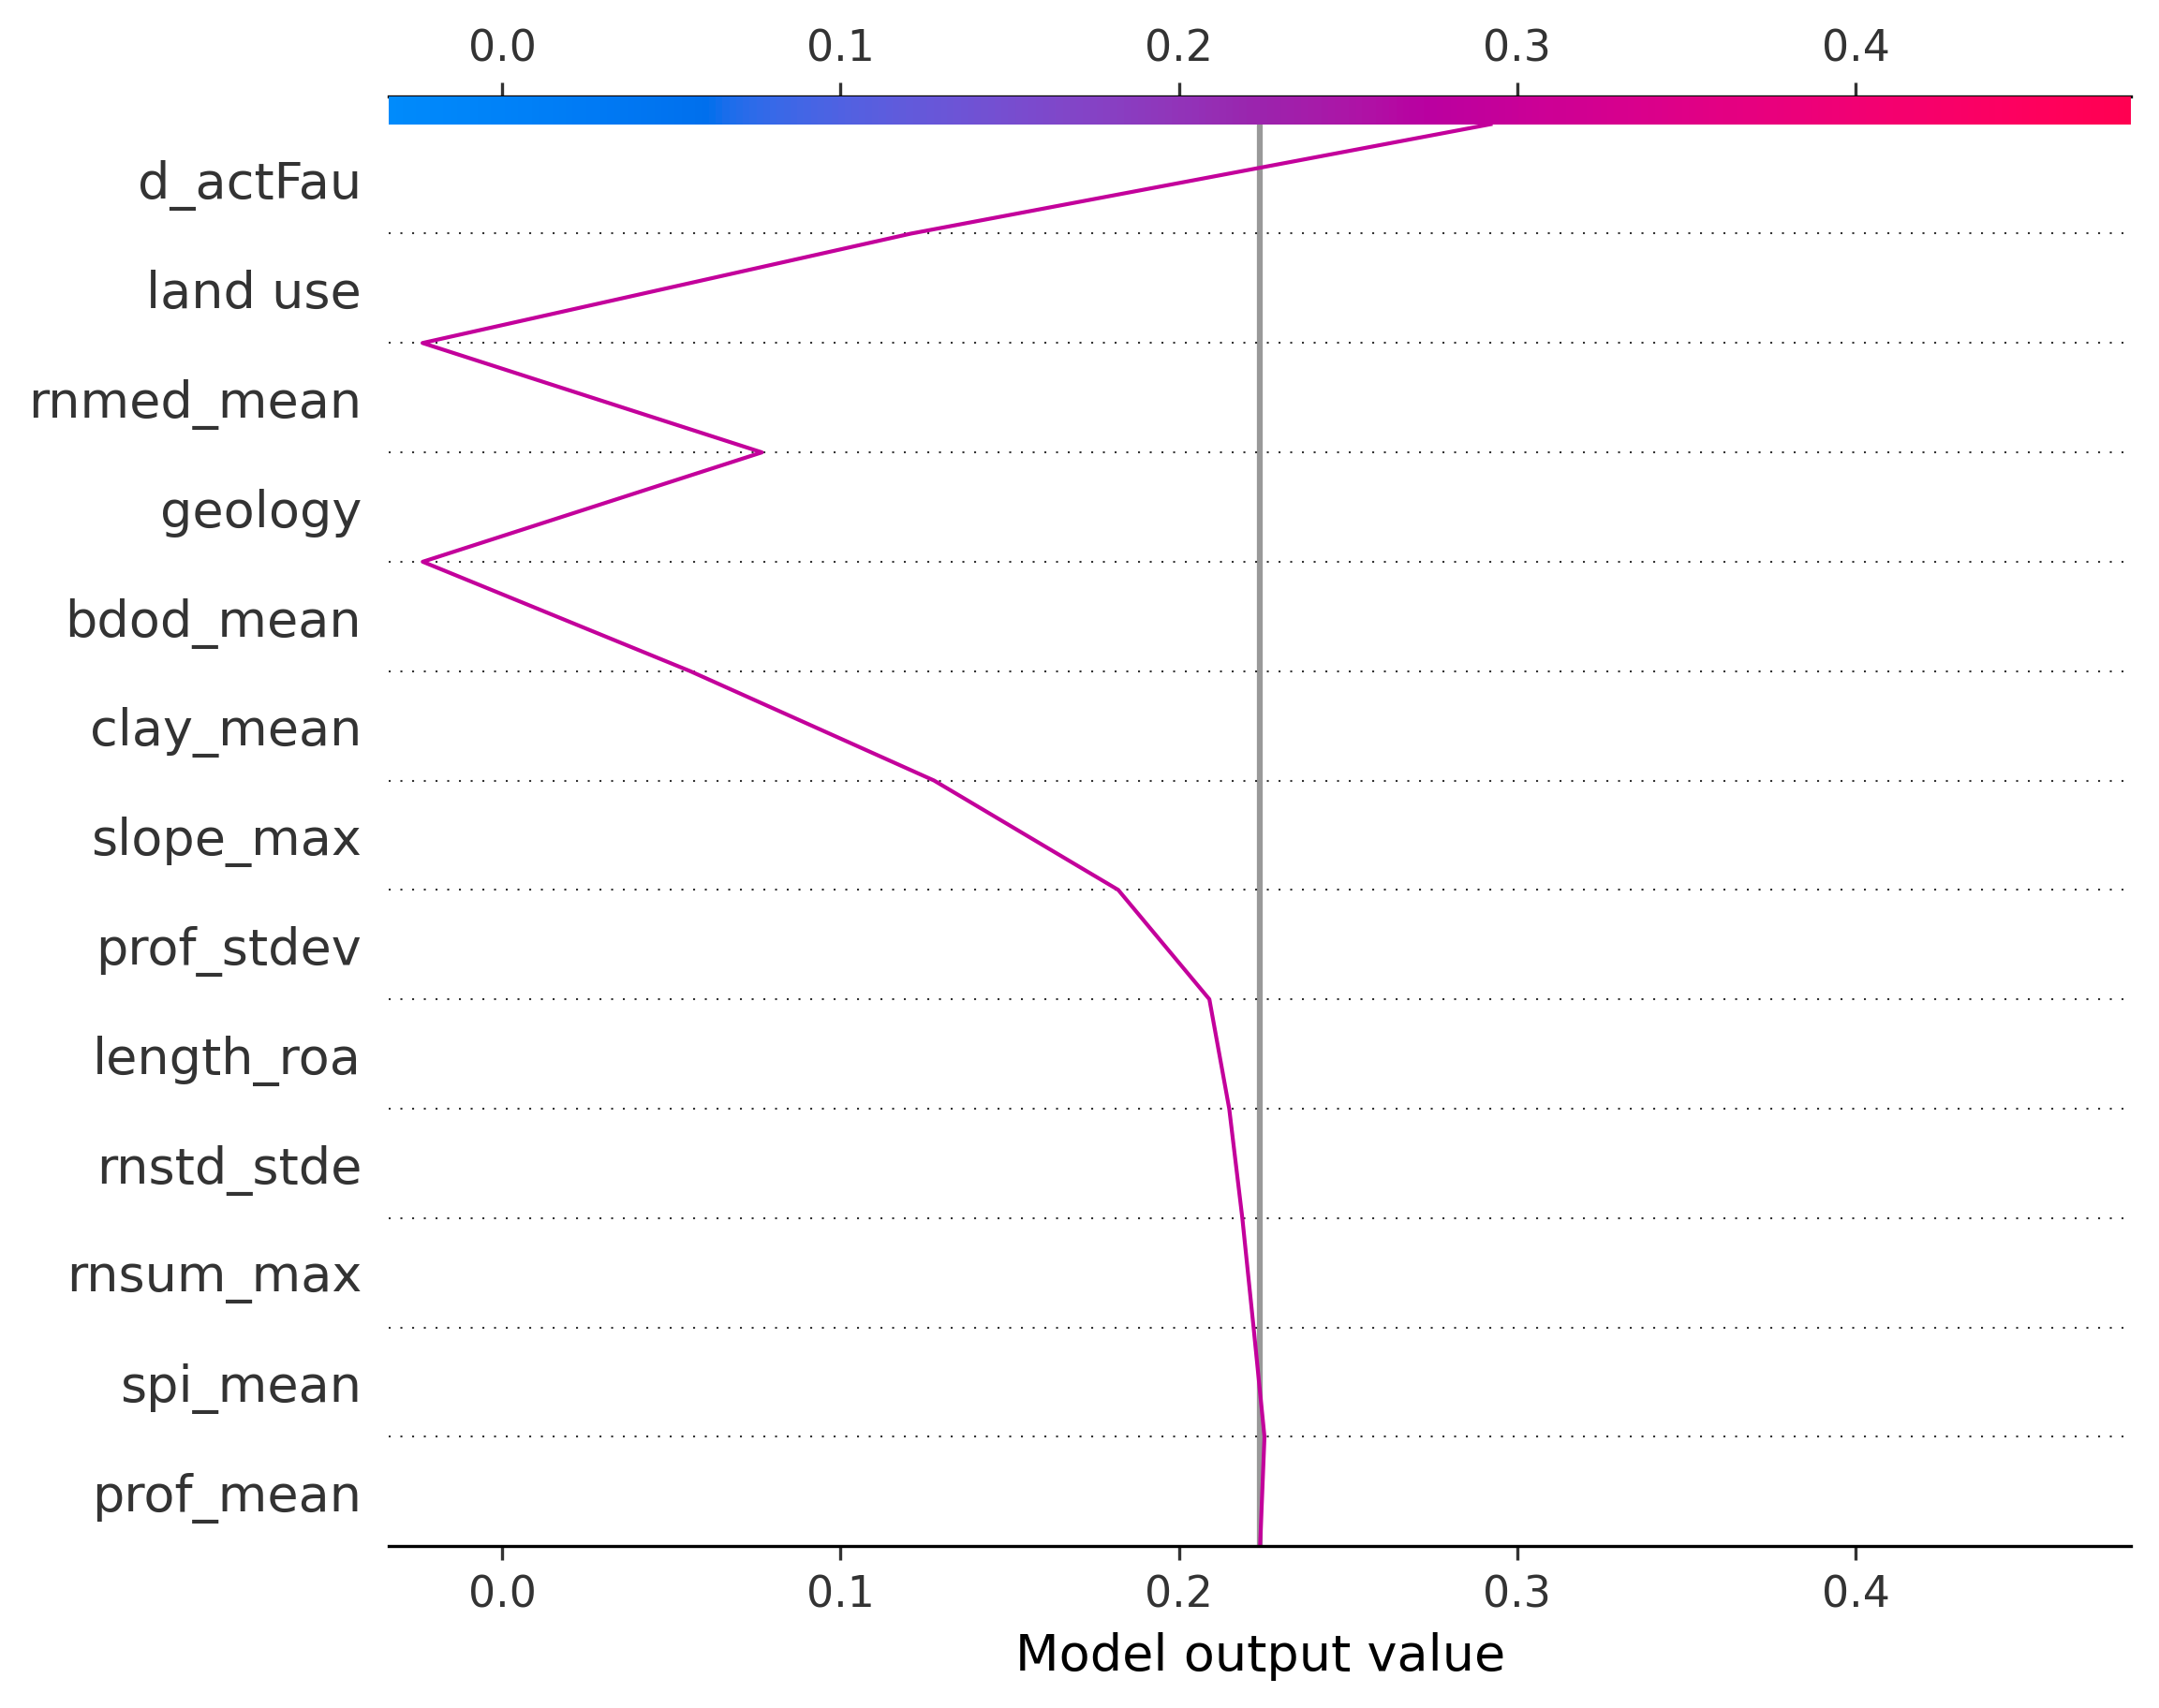 0.0 0.1 0.2 0.3 0.4
d_actFau
land use
rnmed_mean
geology
bdod_mean
clay_mean
slope_max
prof_stdev
length_roa
rnstd_stde
rnsum_max
spi_mean
prof_mean
0.0 0.1 0.2 0.3 0.4
Model output value